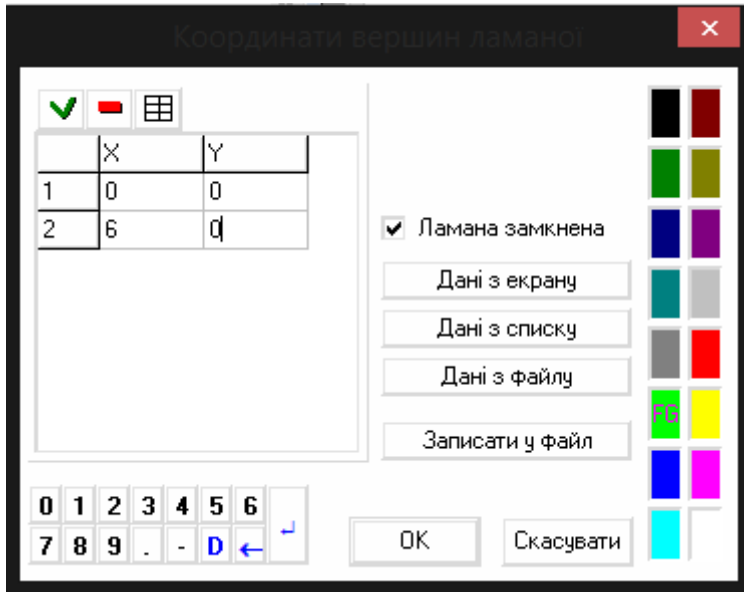 Координати вершин ламаної
X Y
1 0 0
2 6 0
Ламана замкнена
Дані з екрану
Дані з списку
Дані з файлу
FG
Записати у файл
0 1 2 3 4 5 6
7 8 9 . - D ←
OK
Скасувати